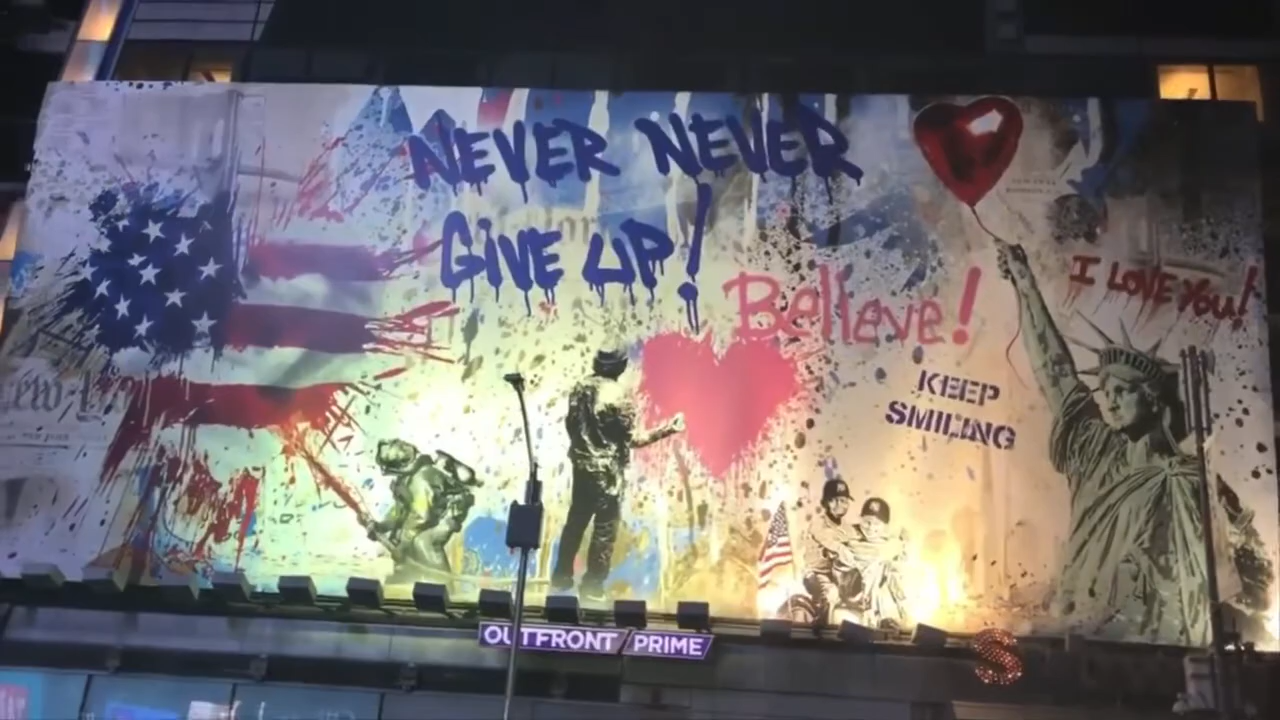 NEVER NEVER
GIVE UP!
Believe!
I LOVE YOU!
KEEP
SMILING
OUTFRONT PRIME
S